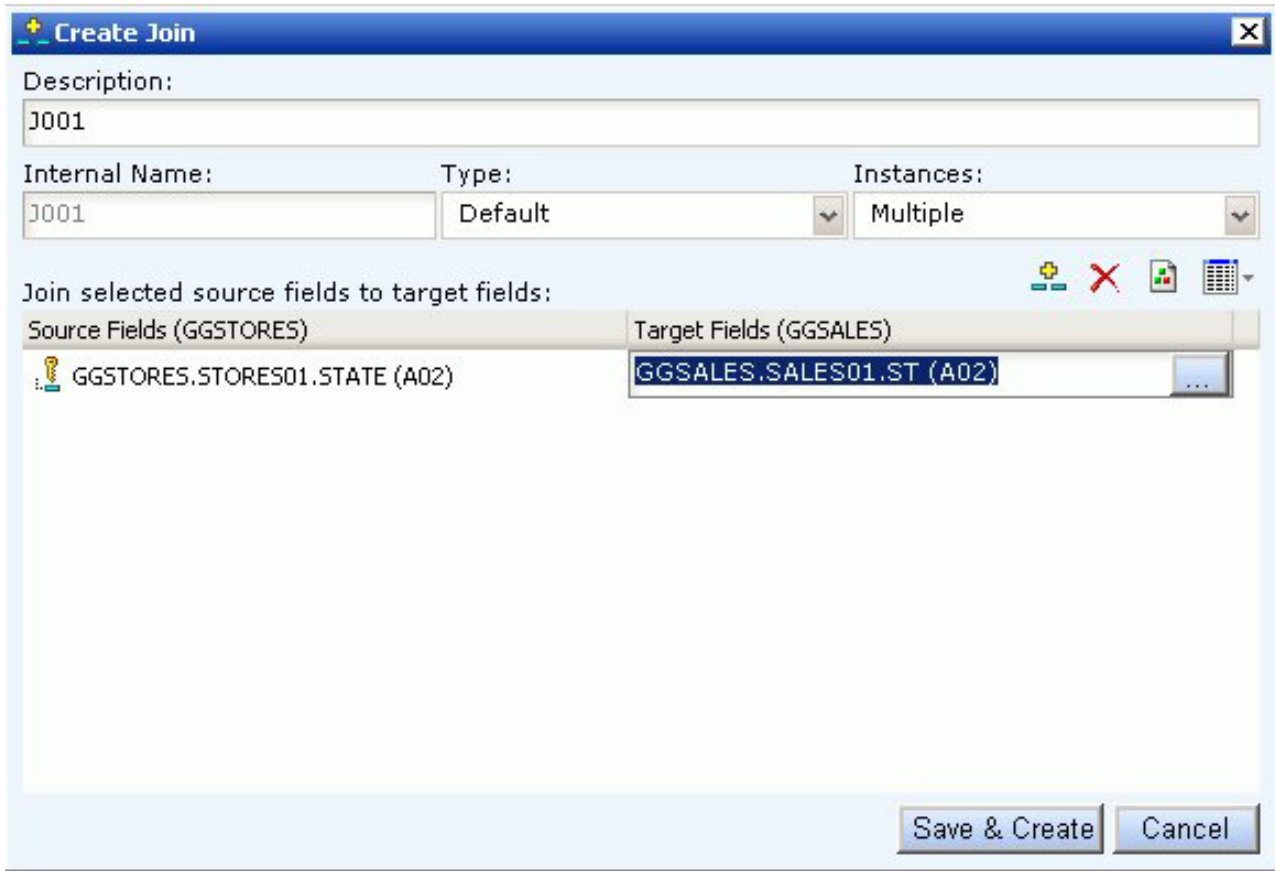 Create Join
Description:
J001
Internal Name: Type: Instances:
J001 Default Multiple
Join selected source fields to target fields:
Source Fields (GGSTORES) Target Fields (GGSALES)
GGSTORES.STORES01.STATE (A02) GGSALES.SALES01.ST (A02) ...
Save & Create Cancel